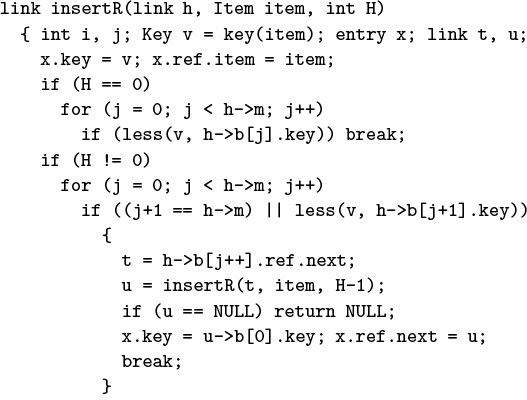 link insertR(link h, Item item, int H)
  { int i, j; Key v = key(item); entry x; link t, u;
    x.key = v; x.ref.item = item;
    if (H == 0)
      for (j = 0; j < h->m; j++)
        if (less(v, h->b[j].key)) break;
    if (H != 0)
      for (j = 0; j < h->m; j++)
        if ((j+1 == h->m) || less(v, h->b[j+1].key))
          {
            t = h->b[j++].ref.next;
            u = insertR(t, item, H-1);
            if (u == NULL) return NULL;
            x.key = u->b[0].key; x.ref.next = u;
            break;
          }